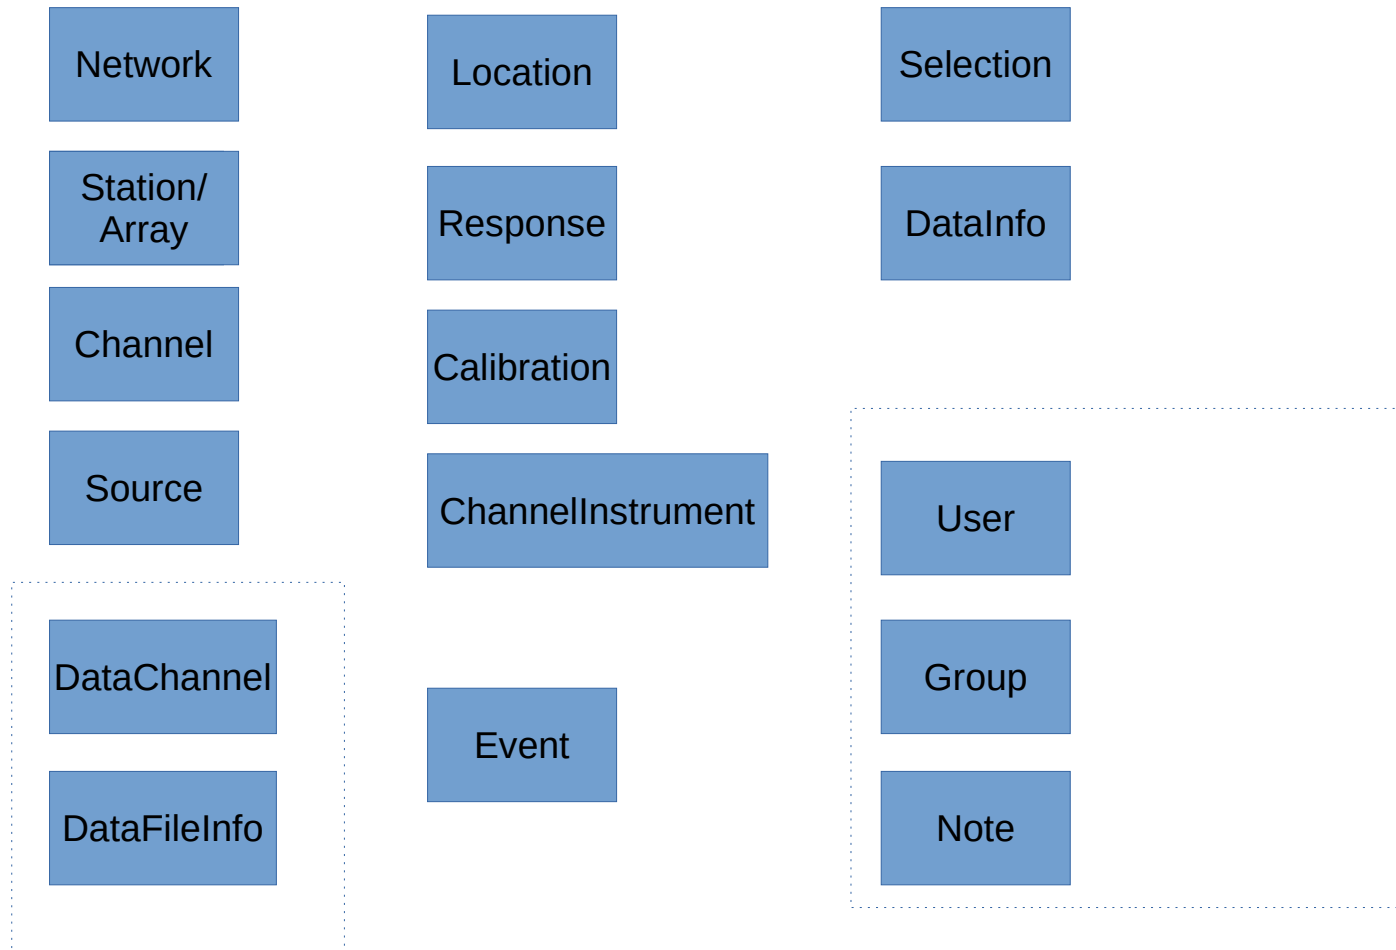 Network
Station/
Array
Channel
Source
DataChannel
DataFileInfo
Location
Response
Calibration
ChannelInstrument
Event
Selection
DataInfo
User
Group
Note